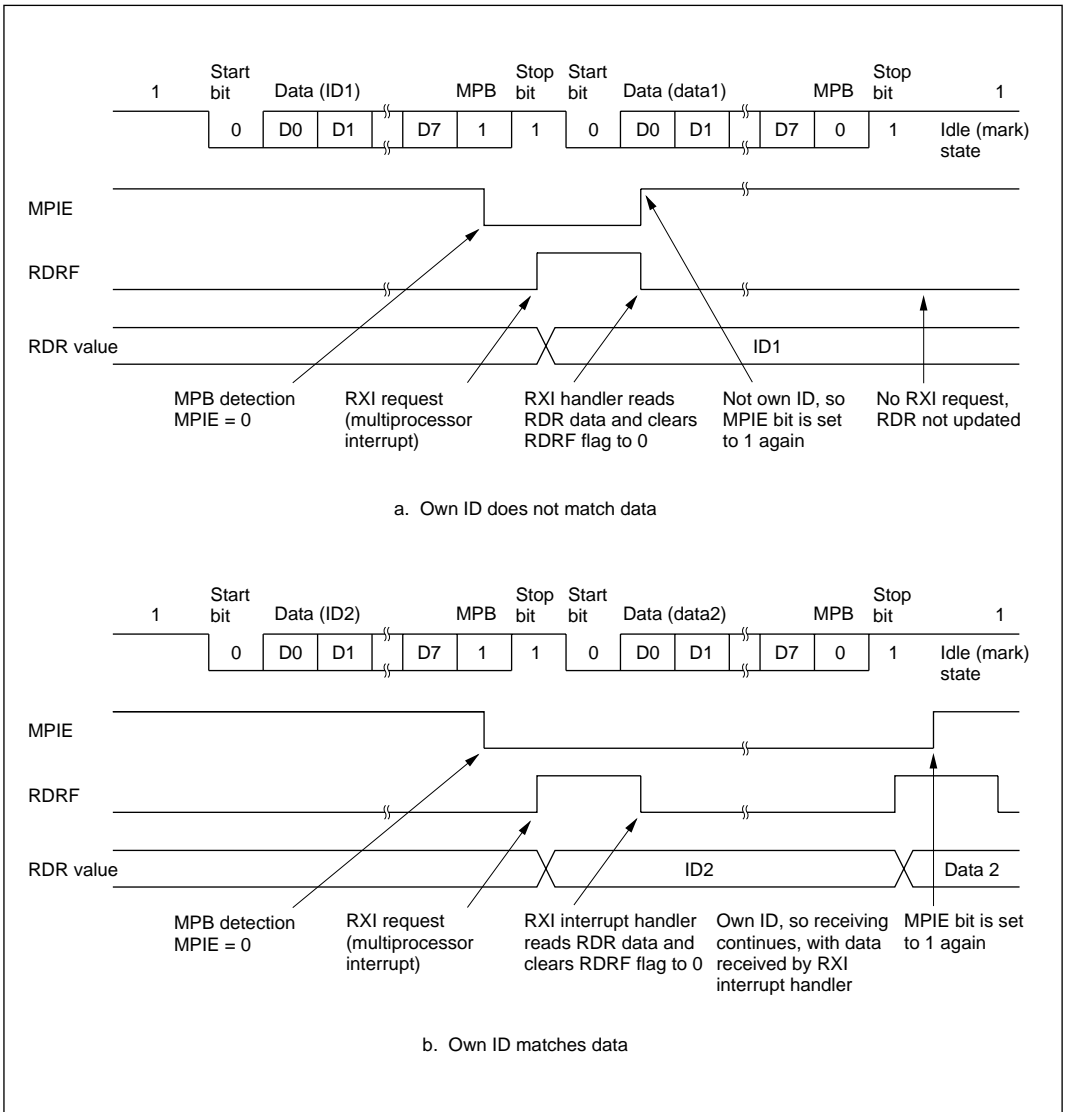 Start Stop Start Stop
1 bit Data (ID1) MPB bit bit Data (data1) MPB bit 1
0 D0 D1 D7 1 1 0 D0 D1 D7 0 1 Idle (mark)
state
MPIE
RDRF
RDR value ID1
MPB detection RXI request RXI handler reads Not own ID, so No RXI request,
MPIE = 0 (multiprocessor RDR data and clears MPIE bit is set RDR not updated
interrupt) RDRF flag to 0 to 1 again
a. Own ID does not match data
Start Stop Start Stop
1 bit Data (ID2) MPB bit bit Data (data2) MPB bit 1
0 D0 D1 D7 1 1 0 D0 D1 D7 0 1 Idle (mark)
state
MPIE
RDRF
RDR value ID2 Data 2
MPB detection RXI request RXI interrupt handler Own ID, so receiving MPIE bit is set
MPIE = 0 (multiprocessor reads RDR data and continues, with data to 1 again
interrupt) clears RDRF flag to 0 received by RXI
interrupt handler
b. Own ID matches data